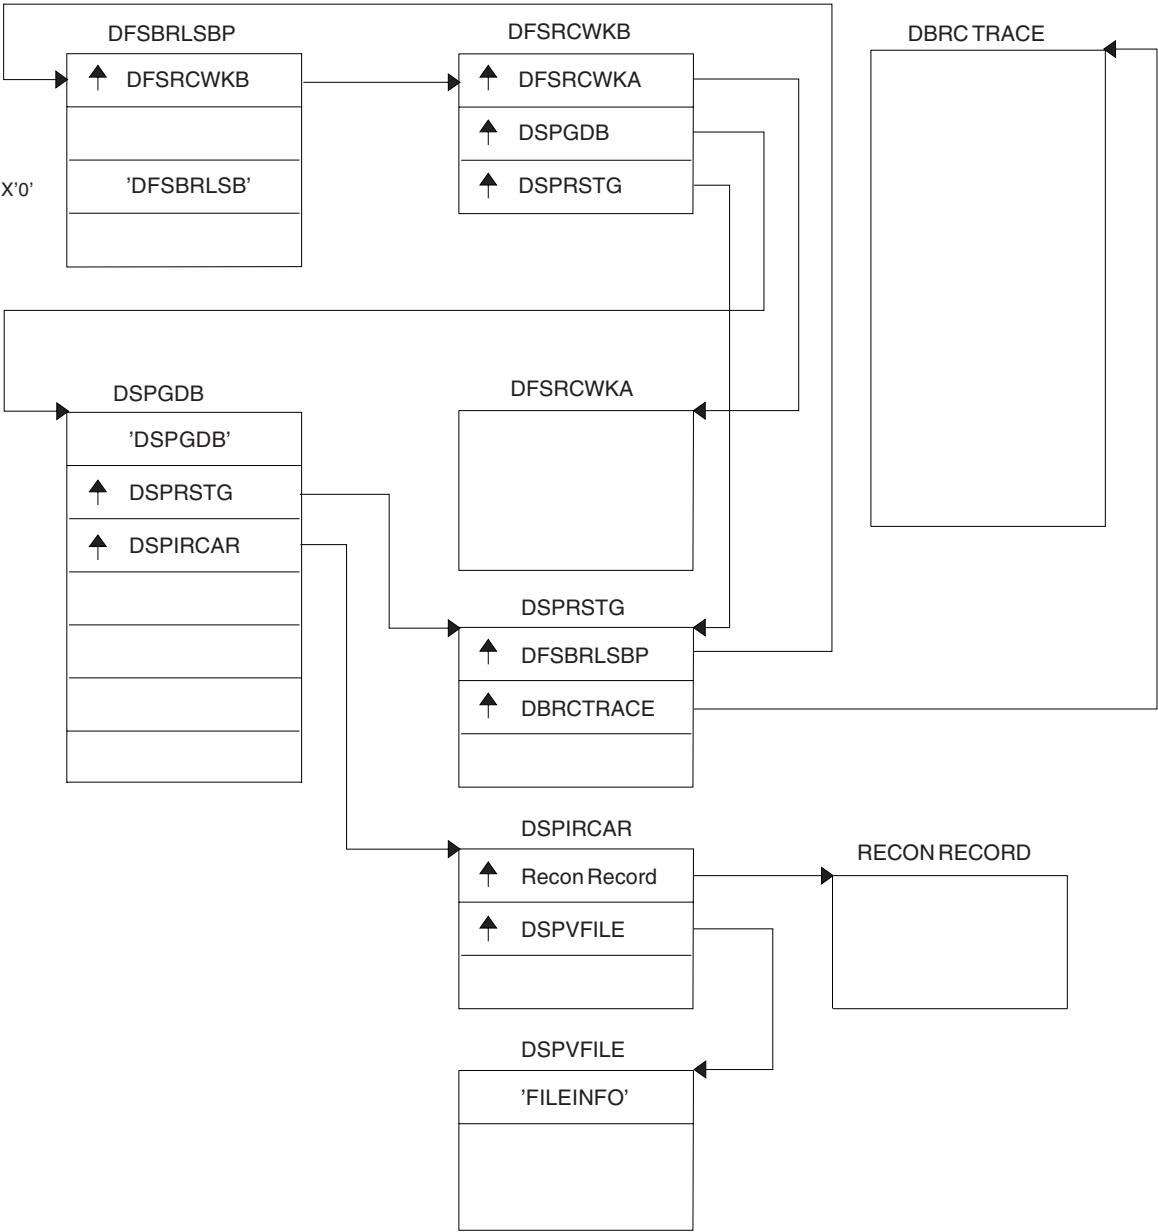 DFSBRLSBP
DFSRCWKB
X'0'
'DFSBRLSB'
DFSRCWKB
DFSRCWKA
DSPGDB
DSPRSTG
DBRC TRACE
DSPGDB
'DSPGDB'
DSPRSTG
DSPIRCAR
DFSRCWKA
DSPRSTG
DFSBRLSBP
DBRCTRACE
DSPIRCAR
Recon Record
DSPVFILE
RECON RECORD
DSPVFILE
'FILEINFO'